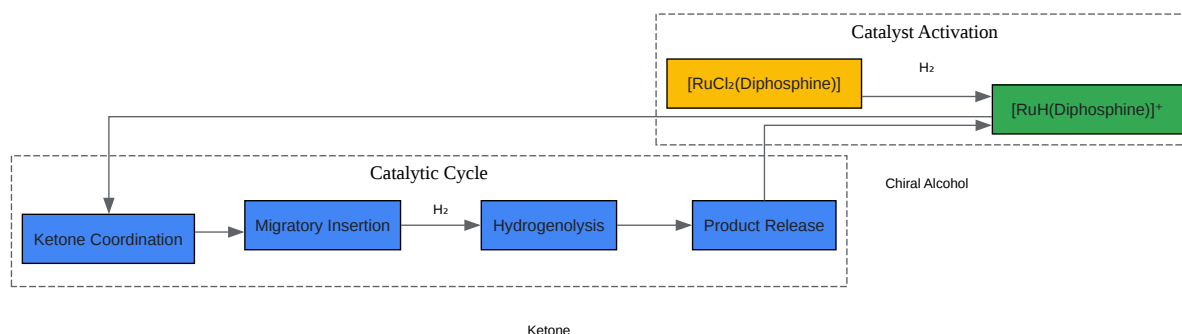 Catalyst Activation
H₂
[RuCl₂(Diphosphine)]
[RuH(Diphosphine)]⁺
Catalytic Cycle
Chiral Alcohol
H₂
Ketone Coordination
Migratory Insertion
Hydrogenolysis
Product Release
Ketone